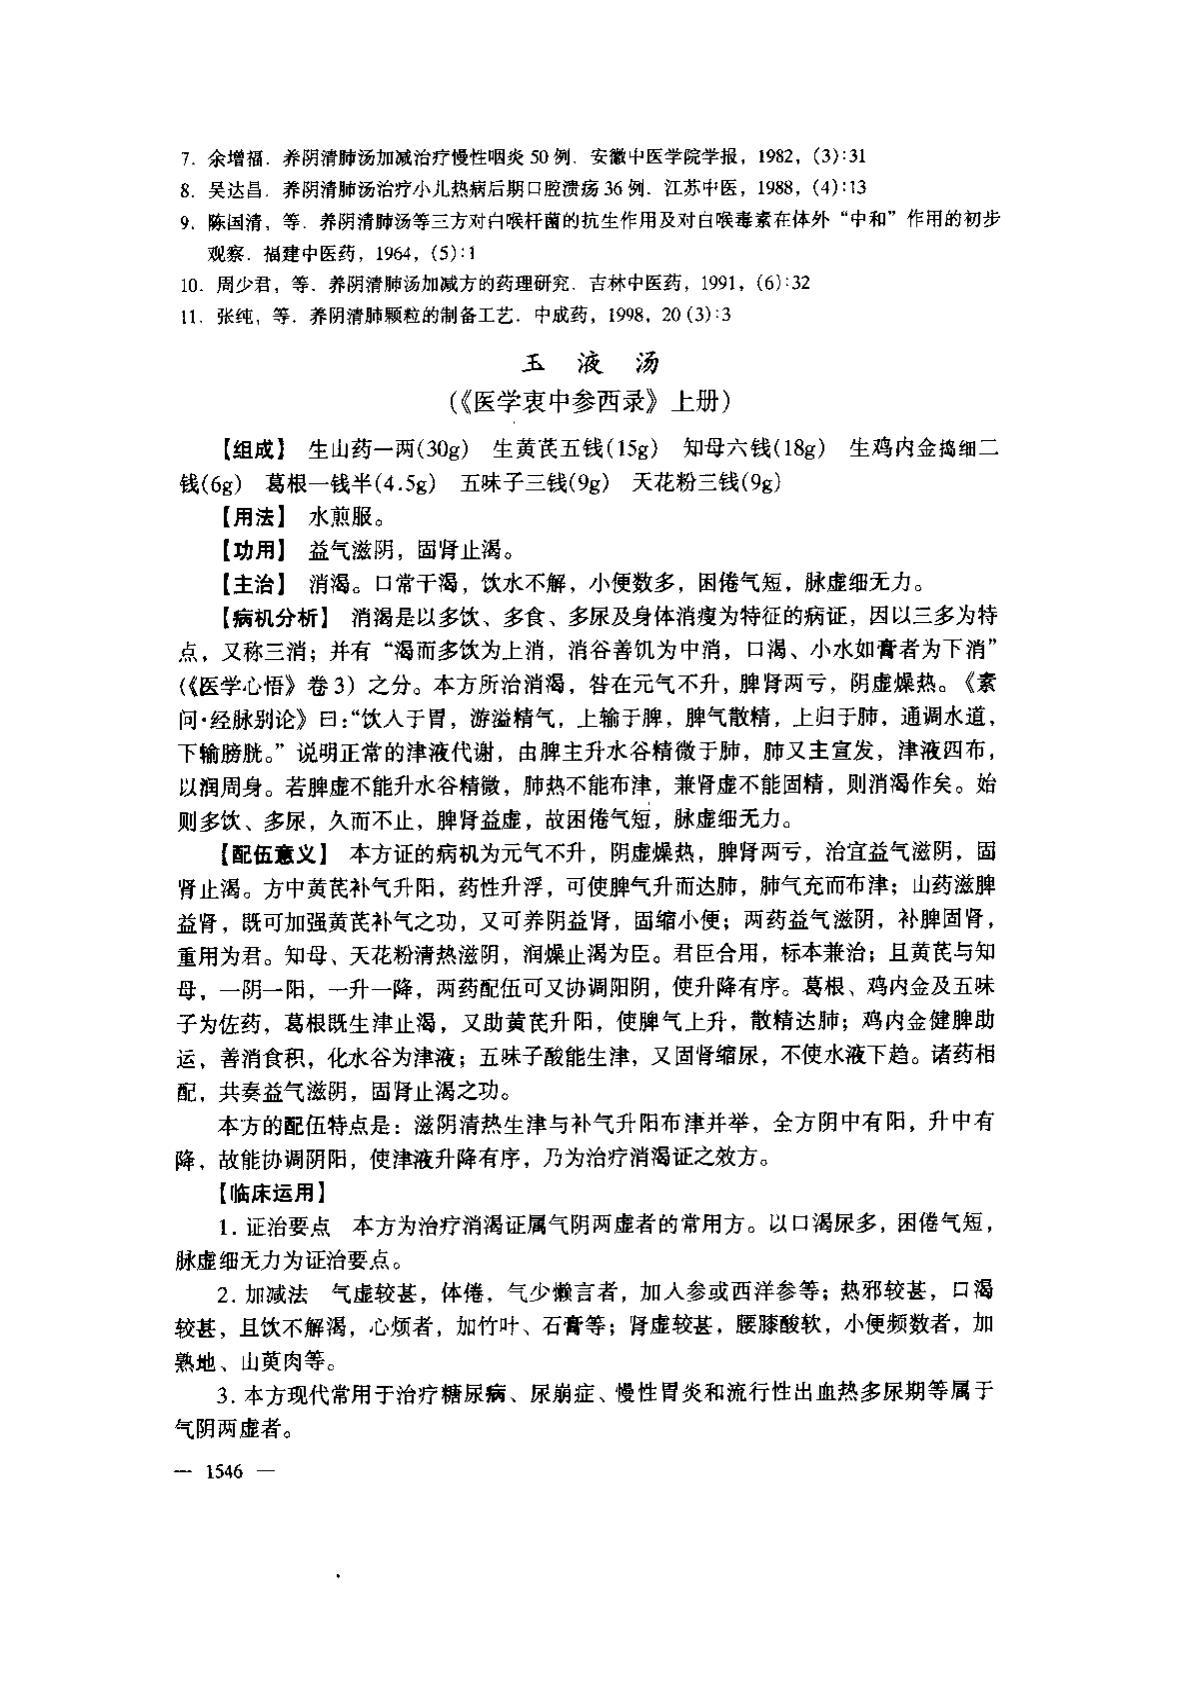 7. 余增福. 养阴清肺汤加减治疗慢性咽炎 50 例. 安徽中医学院学报, 1982, (3):31
8. 吴达昌. 养阴清肺汤治疗小儿热病后期口腔溃疡 36 例. 江苏中医, 1988, (4):13
9. 陈国清, 等. 养阴清肺汤等三方对白喉杆菌的抗生作用及对白喉毒素在体外“中和”作用的初步
观察. 福建中医药, 1964, (5):1
10. 周少君, 等. 养阴清肺汤加减方的药理研究. 吉林中医药, 1991, (6):32
11. 张纯, 等. 养阴清肺颗粒的制备工艺. 中成药, 1998, 20 (3):3
玉 液 汤
(《医学衷中参西录》上册)
【组成】 生山药一两(30g) 生黄芪五钱(15g) 知母六钱(18g) 生鸡内金捣细二
钱(6g) 葛根一钱半(4.5g) 五味子三钱(9g) 天花粉三钱(9g)
【用法】 水煎服。
【功用】 益气滋阴，固肾止渴。
【主治】 消渴。口常干渴，饮水不解，小便数多，困倦气短，脉虚细无力。
【病机分析】 消渴是以多饮、多食、多尿及身体消瘦为特征的病证，因以三多为特
点，又称三消；并有“渴而多饮为上消，消谷善饥为中消，口渴、小水如膏者为下消”
(《医学心悟》卷 3) 之分。本方所治消渴，咎在元气不升，脾肾两亏，阴虚燥热。《素
问·经脉别论》曰：“饮入于胃，游溢精气，上输于脾，脾气散精，上归于肺，通调水道，
下输膀胱。”说明正常的津液代谢，由脾主升水谷精微于肺，肺又主宣发，津液四布，
以润周身。若脾虚不能升水谷精微，肺热不能布津，兼肾虚不能固精，则消渴作矣。始
则多饮、多尿，久而不止，脾肾益虚，故困倦气短，脉虚细无力。
【配伍意义】 本方证的病机为元气不升，阴虚燥热，脾肾两亏，治宜益气滋阴，固
肾止渴。方中黄芪补气升阳，药性升浮，可使脾气升而达肺，肺气充而布津；山药滋脾
益肾，既可加强黄芪补气之功，又可养阴益肾，固缩小便；两药益气滋阴，补脾固肾，
重用为君。知母、天花粉清热滋阴，润燥止渴为臣。君臣合用，标本兼治；且黄芪与知
母，一阴一阳，一升一降，两药配伍可又协调阳阴，使升降有序。葛根、鸡内金及五味
子为佐药，葛根既生津止渴，又助黄芪升阳，使脾气上升，散精达肺；鸡内金健脾助
运，善消食积，化水谷为津液；五味子酸能生津，又固肾缩尿，不使水液下趋。诸药相
配，共奏益气滋阴，固肾止渴之功。
本方的配伍特点是：滋阴清热生津与补气升阳布津并举，全方阴中有阳，升中有
降，故能协调阴阳，使津液升降有序，乃为治疗消渴证之效方。
【临床运用】
1. 证治要点 本方为治疗消渴证属气阴两虚者的常用方。以口渴尿多，困倦气短，
脉虚细无力为证治要点。
2. 加减法 气虚较甚，体倦，气少懒言者，加人参或西洋参等；热邪较甚，口渴
较甚，且饮不解渴，心烦者，加竹叶、石膏等；肾虚较甚，腰膝酸软，小便频数者，加
熟地、山萸肉等。
3. 本方现代常用于治疗糖尿病、尿崩症、慢性胃炎和流行性出血热多尿期等属于
气阴两虚者。
— 1546 —